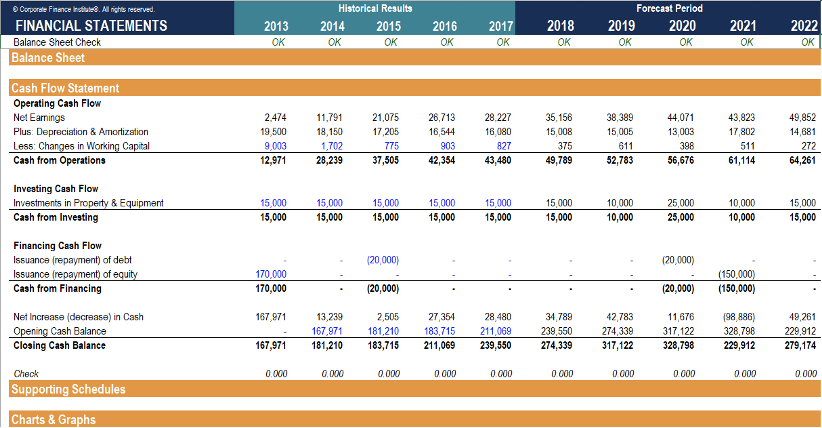 © Corporate Finance Institute®. All rights reserved. Historical Results Forecast Period
FINANCIAL STATEMENTS 2013 2014 2015 2016 2017 2018 2019 2020 2021 2022
Balance Sheet Check OK OK OK OK OK OK OK OK OK OK
Balance Sheet
Cash Flow Statement
Operating Cash Flow
Net Earnings 2,474 11,791 21,075 26,713 28,227 35,156 38,389 44,071 43,823 49,852
Plus: Depreciation & Amortization 19,500 18,150 17,205 16,544 16,080 15,008 15,005 13,003 17,802 14,681
Less: Changes in Working Capital 9,003 1,702 775 903 827 375 611 398 511 272
Cash from Operations 12,971 28,239 37,505 42,354 43,480 49,789 52,783 56,676 61,114 64,261
Investing Cash Flow
Investments in Property & Equipment 15,000 15,000 15,000 15,000 15,000 15,000 10,000 25,000 10,000 15,000
Cash from Investing 15,000 15,000 15,000 15,000 15,000 15,000 10,000 25,000 10,000 15,000
Financing Cash Flow
Issuance (repayment) of debt - - (20,000) - - - - (20,000) - -
Issuance (repayment) of equity 170,000 - - - - - - - (150,000) -
Cash from Financing 170,000 - (20,000) - - - - (20,000) (150,000) -
Net Increase (decrease) in Cash 167,971 13,239 2,505 27,354 28,480 34,789 42,783 11,676 (98,886) 49,261
Opening Cash Balance - 167,971 181,210 183,715 211,069 239,550 274,339 317,122 328,798 229,912
Closing Cash Balance 167,971 181,210 183,715 211,069 239,550 274,339 317,122 328,798 229,912 279,174
Check 0.000 0.000 0.000 0.000 0.000 0.000 0.000 0.000 0.000 0.000
Supporting Schedules
Charts & Graphs